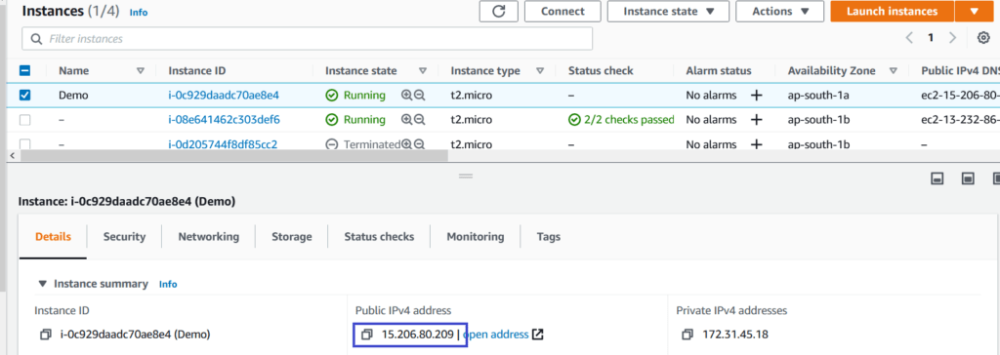 Instances (1/4) Info Connect Instance state Actions Launch instances
Filter instances 1
Name Instance ID Instance state Instance type Status check Alarm status Availability Zone Public IPv4 DNS
Demo i-0c929daadc70ae8e4 Running t2.micro – No alarms + ap-south-1a ec2-15-206-80-
– i-08e641462c303def6 Running t2.micro 2/2 checks passed No alarms + ap-south-1b ec2-13-232-86-
– i-0d205744f8df85cc2 Terminated t2.micro – No alarms + ap-south-1b –
Instance: i-0c929daadc70ae8e4 (Demo)
Details Security Networking Storage Status checks Monitoring Tags
Instance summary Info
Instance ID Public IPv4 address Private IPv4 addresses
i-0c929daadc70ae8e4 (Demo) 15.206.80.209 | open address 172.31.45.18